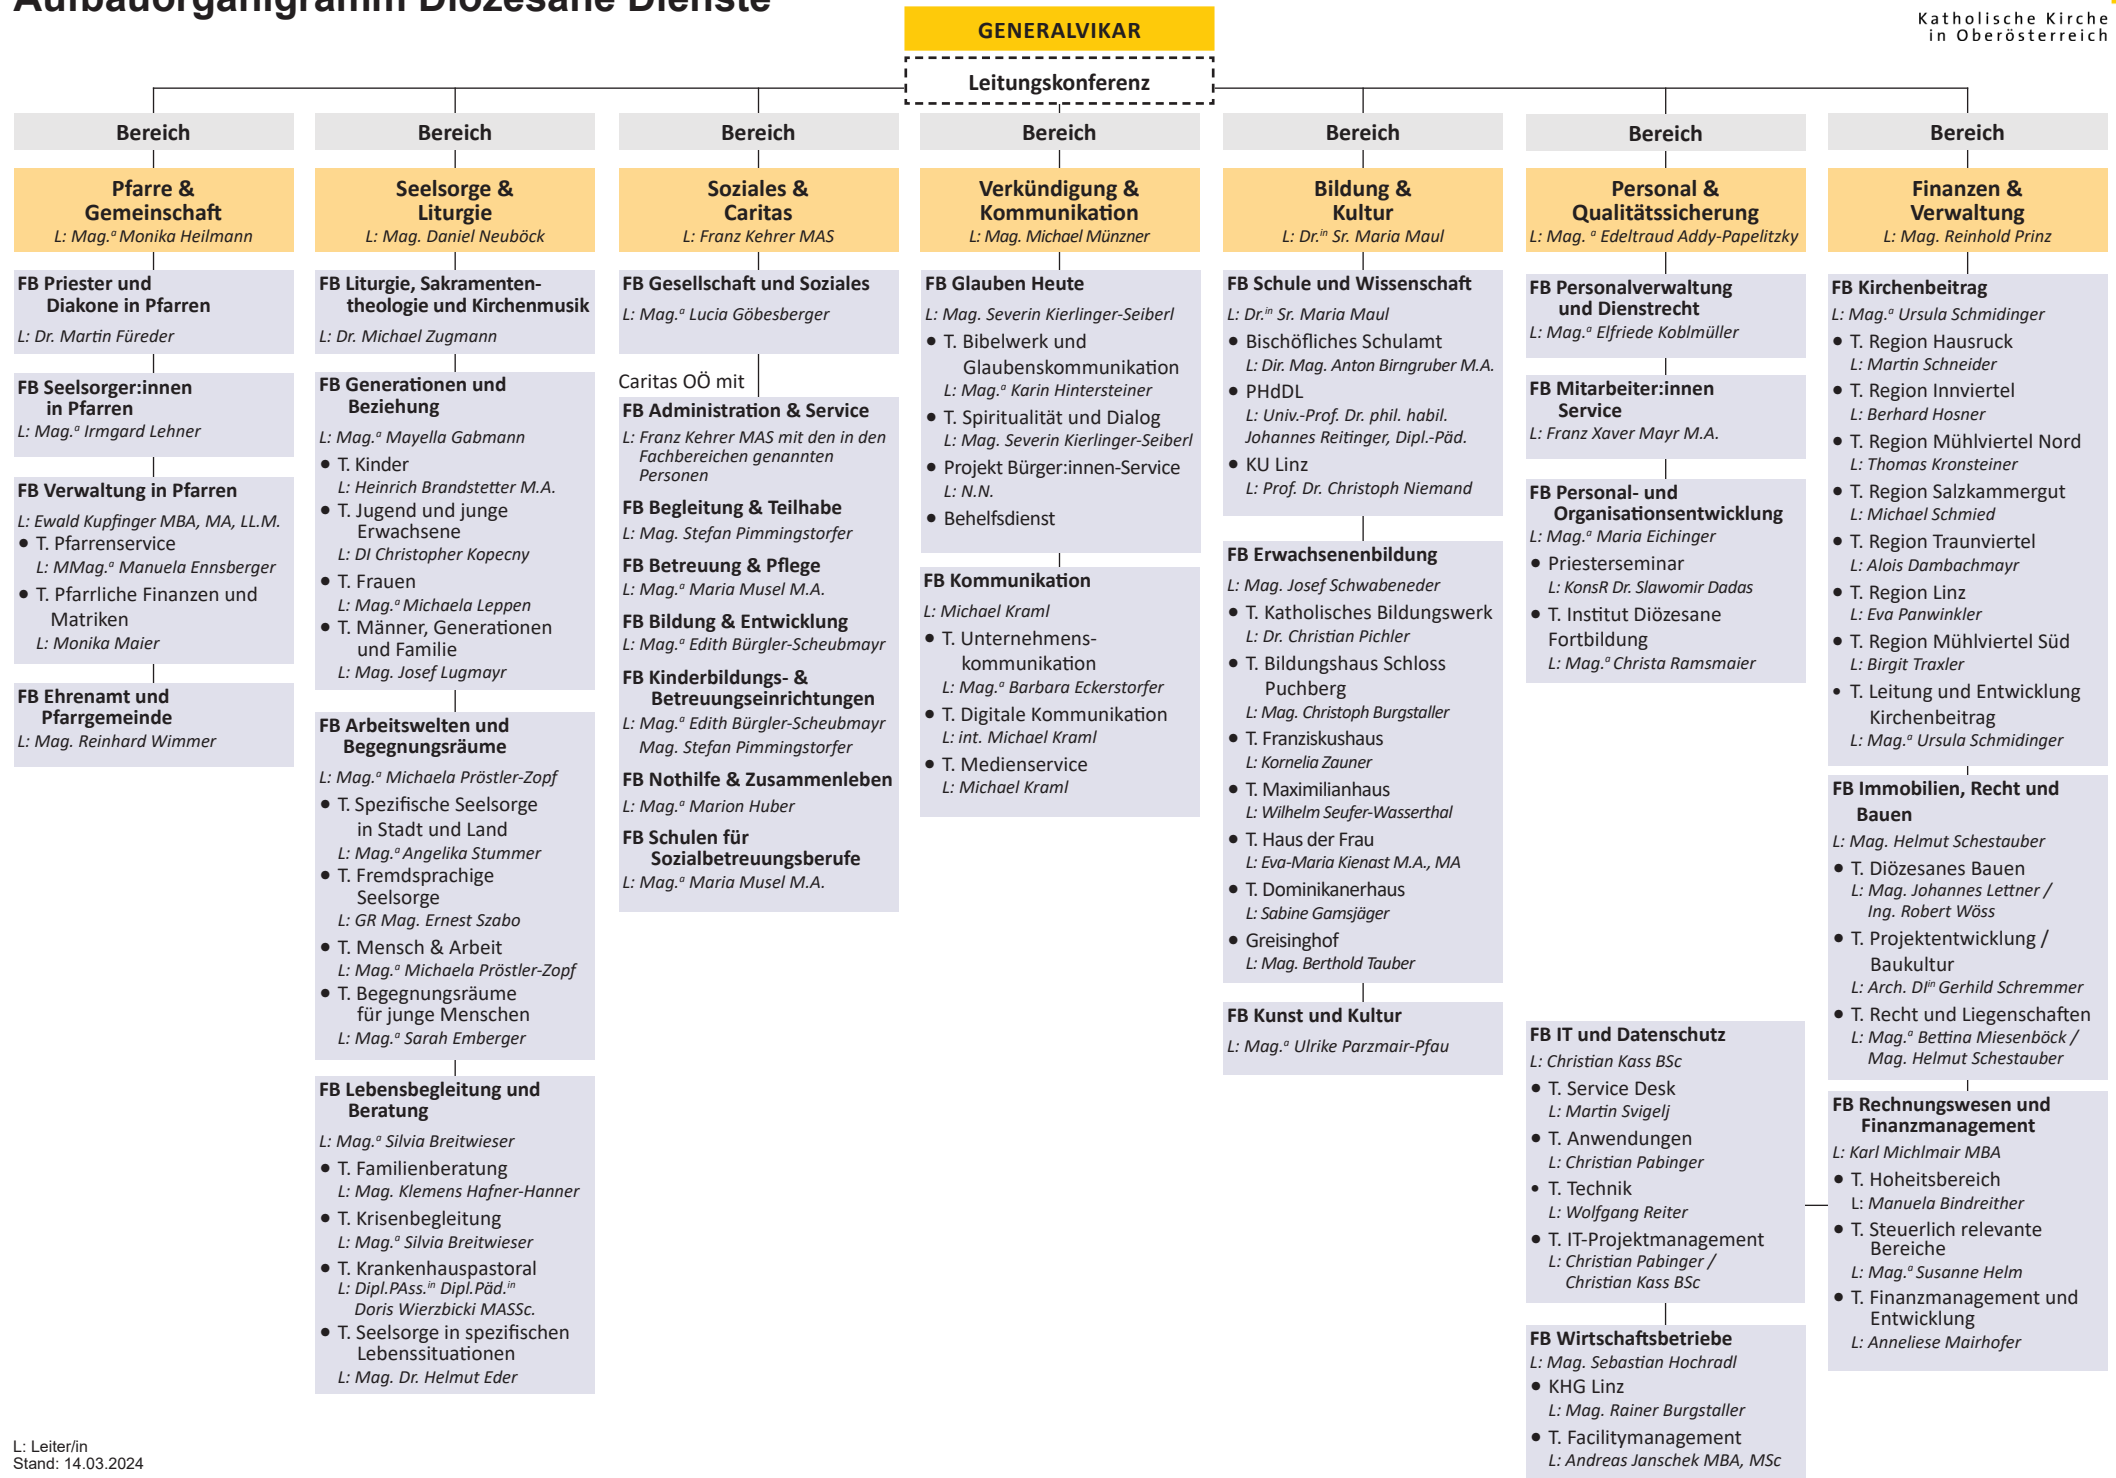 Aufbauorganigramm Diözesane Dienste
Katholische Kirche
in Oberösterreich
GENERALVIKAR
Leitungskonferenz
Bereich
Pfarre &
Gemeinschaft
L: Mag.ª Monika Heilmann
FB Priester und
Diakone in Pfarren
L: Dr. Martin Füreder
FB Seelsorger:innen
in Pfarren
L: Mag.ª Irmgard Lehner
FB Verwaltung in Pfarren
L: Ewald Kupfinger MBA, MA, LL.M.
• T. Pfarrenservice
L: MMag.ª Manuela Ennsberger
• T. Pfarrliche Finanzen und
Matriken
L: Monika Maier
FB Ehrenamt und
Pfarrgemeinde
L: Mag. Reinhard Wimmer
Bereich
Seelsorge &
Liturgie
L: Mag. Daniel Neuböck
FB Liturgie, Sakramenten-
theologie und Kirchenmusik
L: Dr. Michael Zugmann
FB Generationen und
Beziehung
L: Mag.ª Mayella Gabmann
• T. Kinder
L: Heinrich Brandstetter M.A.
• T. Jugend und junge
Erwachsene
L: DI Christopher Kopecny
• T. Frauen
L: Mag.ª Michaela Leppen
• T. Männer, Generationen
und Familie
L: Mag. Josef Lugmayr
FB Arbeitswelten und
Begegnungsräume
L: Mag.ª Michaela Pröstler-Zopf
• T. Spezifische Seelsorge
in Stadt und Land
L: Mag.ª Angelika Stummer
• T. Fremdsprachige
Seelsorge
L: GR Mag. Ernest Szabo
• T. Mensch & Arbeit
L: Mag.ª Michaela Pröstler-Zopf
• T. Begegnungsräume
für junge Menschen
L: Mag.ª Sarah Emberger
FB Lebensbegleitung und
Beratung
L: Mag.ª Silvia Breitwieser
• T. Familienberatung
L: Mag. Klemens Hafner-Hanner
• T. Krisenbegleitung
L: Mag.ª Silvia Breitwieser
• T. Krankenhauspastoral
L: Dipl.PAss.in Dipl.Päd.in
Doris Wierzbicki MASSc.
• T. Seelsorge in spezifischen
Lebenssituationen
L: Mag. Dr. Helmut Eder
Bereich
Soziales &
Caritas
L: Franz Kehrer MAS
FB Gesellschaft und Soziales
L: Mag.ª Lucia Göbesberger
Caritas OÖ mit
FB Administration & Service
L: Franz Kehrer MAS mit den in den
Fachbereichen genannten
Personen
FB Begleitung & Teilhabe
L: Mag. Stefan Pimmingstorfer
FB Betreuung & Pflege
L: Mag.ª Maria Musel M.A.
FB Bildung & Entwicklung
L: Mag.ª Edith Bürgler-Scheubmayr
FB Kinderbildungs- &
Betreuungseinrichtungen
L: Mag.ª Edith Bürgler-Scheubmayr
Mag. Stefan Pimmingstorfer
FB Nothilfe & Zusammenleben
L: Mag.ª Marion Huber
FB Schulen für
Sozialbetreuungsberufe
L: Mag.ª Maria Musel M.A.
Bereich
Verkündigung &
Kommunikation
L: Mag. Michael Münzner
FB Glauben Heute
L: Mag. Severin Kierlinger-Seiberl
• T. Bibelwerk und
Glaubenskommunikation
L: Mag.ª Karin Hintersteiner
• T. Spiritualität und Dialog
L: Mag. Severin Kierlinger-Seiberl
• Projekt Bürger:innen-Service
L: N.N.
• Behelfsdienst
FB Kommunikation
L: Michael Kraml
• T. Unternehmens-
kommunikation
L: Mag.ª Barbara Eckerstorfer
• T. Digitale Kommunikation
L: int. Michael Kraml
• T. Medienservice
L: Michael Kraml
Bereich
Bildung &
Kultur
L: Dr.in Sr. Maria Maul
FB Schule und Wissenschaft
L: Dr.in Sr. Maria Maul
• Bischöfliches Schulamt
L: Dir. Mag. Anton Birngruber M.A.
• PHdDL
L: Univ.-Prof. Dr. phil. habil.
Johannes Reitinger, Dipl.-Päd.
• KU Linz
L: Prof. Dr. Christoph Niemand
FB Erwachsenenbildung
L: Mag. Josef Schwabeneder
• T. Katholisches Bildungswerk
L: Dr. Christian Pichler
• T. Bildungshaus Schloss
Puchberg
L: Mag. Christoph Burgstaller
• T. Franziskushaus
L: Kornelia Zauner
• T. Maximilianhaus
L: Wilhelm Seufer-Wasserthal
• T. Haus der Frau
L: Eva-Maria Kienast M.A., MA
• T. Dominikanerhaus
L: Sabine Gamsjäger
• Greisinghof
L: Mag. Berthold Tauber
FB Kunst und Kultur
L: Mag.ª Ulrike Parzmair-Pfau
Bereich
Personal &
Qualitätssicherung
L: Mag. ª Edeltraud Addy-Papelitzky
FB Personalverwaltung
und Dienstrecht
L: Mag.ª Elfriede Koblmüller
FB Mitarbeiter:innen
Service
L: Franz Xaver Mayr M.A.
FB Personal- und
Organisationsentwicklung
L: Mag.ª Maria Eichinger
• Priesterseminar
L: KonsR Dr. Slawomir Dadas
• T. Institut Diözesane
Fortbildung
L: Mag.ª Christa Ramsmaier
FB IT und Datenschutz
L: Christian Kass BSc
• T. Service Desk
L: Martin Svigelj
• T. Anwendungen
L: Christian Pabinger
• T. Technik
L: Wolfgang Reiter
• T. IT-Projektmanagement
L: Christian Pabinger /
Christian Kass BSc
FB Wirtschaftsbetriebe
L: Mag. Sebastian Hochradl
• KHG Linz
L: Mag. Rainer Burgstaller
• T. Facilitymanagement
L: Andreas Janschek MBA, MSc
Bereich
Finanzen &
Verwaltung
L: Mag. Reinhold Prinz
FB Kirchenbeitrag
L: Mag.ª Ursula Schmidinger
• T. Region Hausruck
L: Martin Schneider
• T. Region Innviertel
L: Berhard Hosner
• T. Region Mühlviertel Nord
L: Thomas Kronsteiner
• T. Region Salzkammergut
L: Michael Schmied
• T. Region Traunviertel
L: Alois Dambachmayr
• T. Region Linz
L: Eva Panwinkler
• T. Region Mühlviertel Süd
L: Birgit Traxler
• T. Leitung und Entwicklung
Kirchenbeitrag
L: Mag.ª Ursula Schmidinger
FB Immobilien, Recht und
Bauen
L: Mag. Helmut Schestauber
• T. Diözesanes Bauen
L: Mag. Johannes Lettner /
Ing. Robert Wöss
• T. Projektentwicklung /
Baukultur
L: Arch. DIin Gerhild Schremmer
• T. Recht und Liegenschaften
L: Mag.ª Bettina Miesenböck /
Mag. Helmut Schestauber
FB Rechnungswesen und
Finanzmanagement
L: Karl Michlmair MBA
• T. Hoheitsbereich
L: Manuela Bindreither
• T. Steuerlich relevante
Bereiche
L: Mag.ª Susanne Helm
• T. Finanzmanagement und
Entwicklung
L: Anneliese Mairhofer
L: Leiter/in
Stand: 14.03.2024